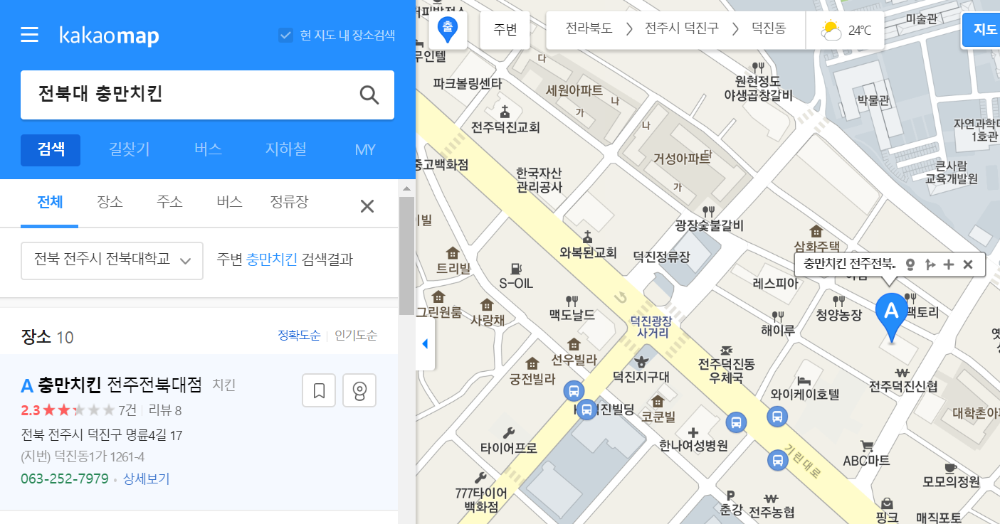 kakaomap
현 지도 내 장소검색
전북대 충만치킨
검색
길찾기
버스
지하철
MY
전체
장소
주소
버스
정류장
전북 전주시 전북대학교
주변 충만치킨 검색결과
장소 10
정확도순
인기도순
A 충만치킨 전주전북대점 치킨
2.3 7건 리뷰 8
전북 전주시 덕진구 명륜4길 17
(지번) 덕진동1가 1261-4
063-252-7979 • 상세보기
출
주변
전라북도
전주시 덕진구
덕진동
24°C
지도
미술관
무인텔
파크볼링센타
다
세원아파트
나
가
원현정도
야생곱창갈비
박물관
전주덕진교회
나
자연과학대
1호관
중고백화점
한국자산
관리공사
거성아파트
단
가
큰사람
교육개발원
빌
광장숯불갈비
삼화주택
와복된교회
덕진정류장
트리빌
충만치킨 전주전북..
S-OIL
레스피아
그린원룸
사랑채
맥도날드
덕진광장
사거리
해이루
청양농장
A
팩토리
선우빌라
궁전빌라
덕진지구대
전주덕진동
우체국
전주덕진신협
와이케이호텔
진빌딩
코쿤빌
대학촌아파
타이어프로
한나여성병원
기린대로
ABC마트
777타이어
백화점
모모의정원
P
춘강
전주농협
핑크
매직포토